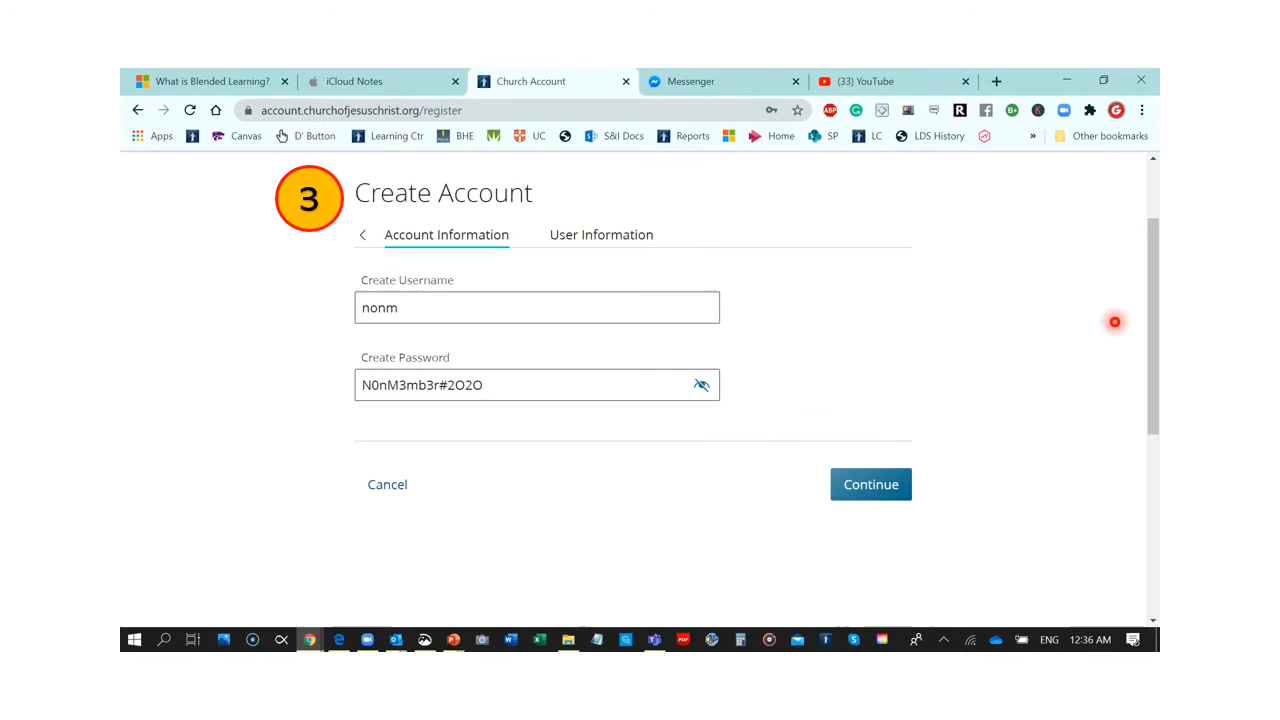 What is Blended Learning?
iCloud Notes
Church Account
Messenger
(33) YouTube
account.churchofjesuschrist.org/register
ABP
Apps
Canvas
D' Button
Learning Ctr
BHE
UC
S&I Docs
Reports
Home
SP
LC
LDS History
»
Other bookmarks
3
Create Account
Account Information
User Information
Create Username
nonm
Create Password
N0nM3mb3r#2O2O
Cancel
Continue
ENG
12:36 AM